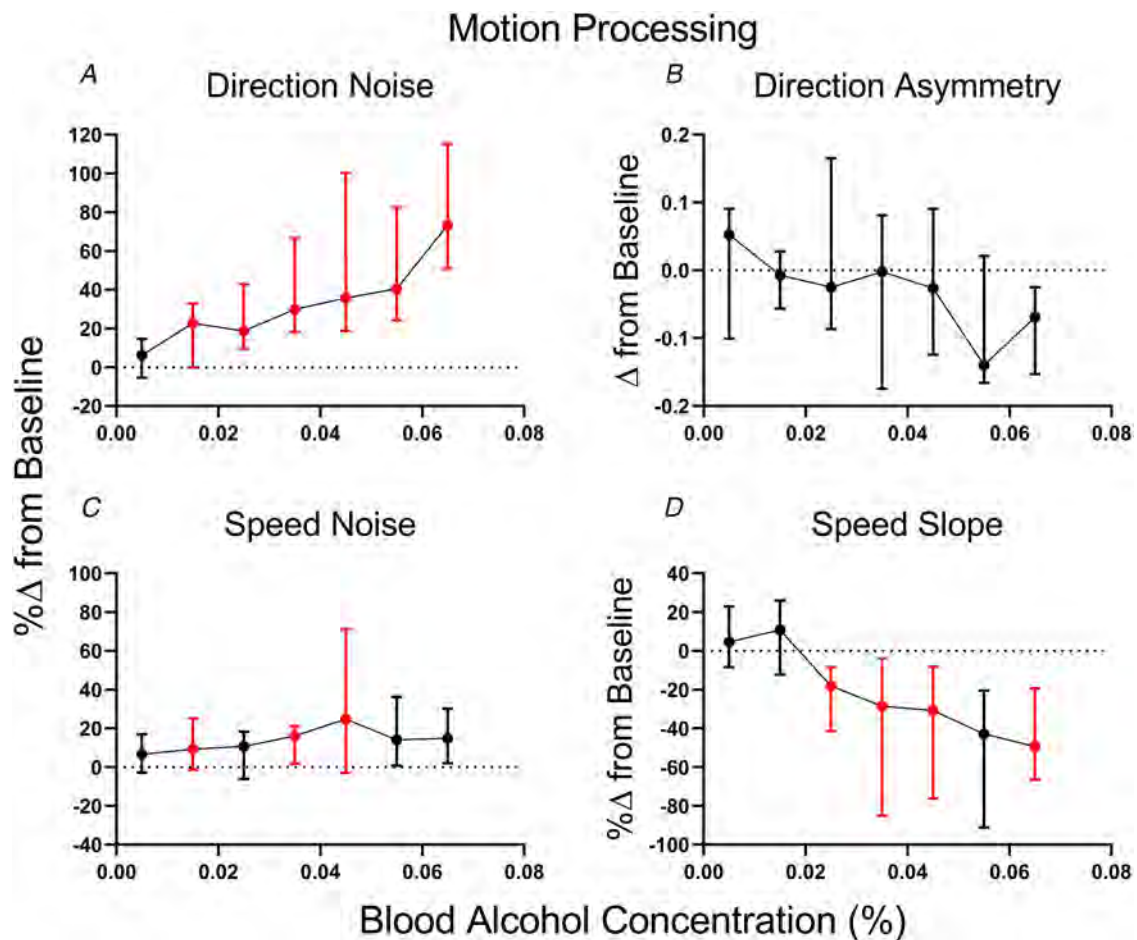 Motion Processing
A
Direction Noise
120
100
80
60
40
20
0
-20
0.00 0.02 0.04 0.06 0.08
B
Direction Asymmetry
Δ from Baseline
0.2
0.1
0.0
-0.1
-0.2
0.00 0.02 0.04 0.06 0.08
%Δ from Baseline
C
Speed Noise
100
80
60
40
20
0
-20
-40
0.00 0.02 0.04 0.06 0.08
D
Speed Slope
%Δ from Baseline
40
20
0
-20
-40
-60
-80
-100
0.00 0.02 0.04 0.06 0.08
Blood Alcohol Concentration (%)